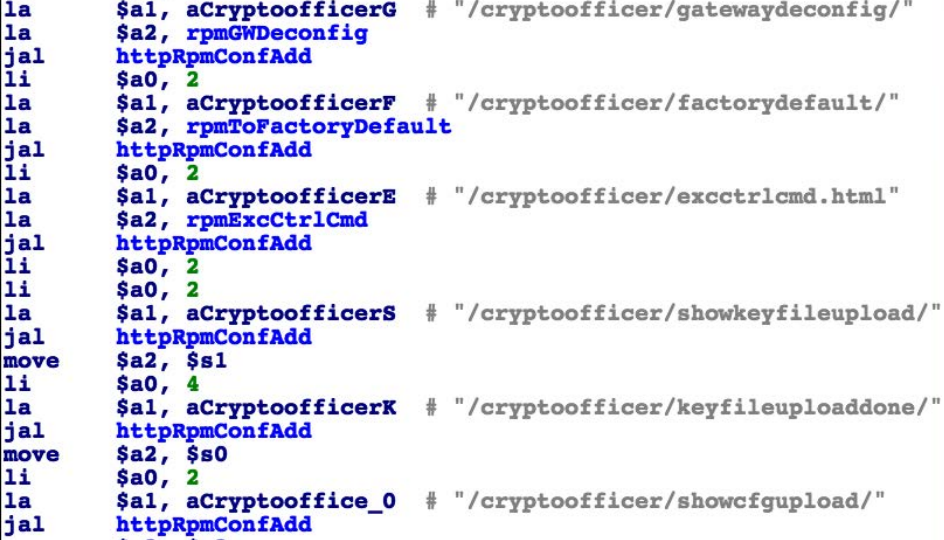 la $a1, aCryptoofficerG # "/cryptoofficer/gatewaydeconfig/"
la $a2, rpmGWDeconfig
jal httpRpmConfAdd
li $a0, 2
la $a1, aCryptoofficerF # "/cryptoofficer/factorydefault/"
la $a2, rpmToFactoryDefault
jal httpRpmConfAdd
li $a0, 2
la $a1, aCryptoofficerE # "/cryptoofficer/excctrlcmd.html"
la $a2, rpmExcCtrlCmd
jal httpRpmConfAdd
li $a0, 2
li $a0, 2
la $a1, aCryptoofficerS # "/cryptoofficer/showkeyfileupload/"
jal httpRpmConfAdd
move $a2, $s1
li $a0, 4
la $a1, aCryptoofficerK # "/cryptoofficer/keyfileuploaddone/"
jal httpRpmConfAdd
move $a2, $s0
li $a0, 2
la $a1, aCryptooffice_0 # "/cryptoofficer/showcfgupload/"
jal httpRpmConfAdd